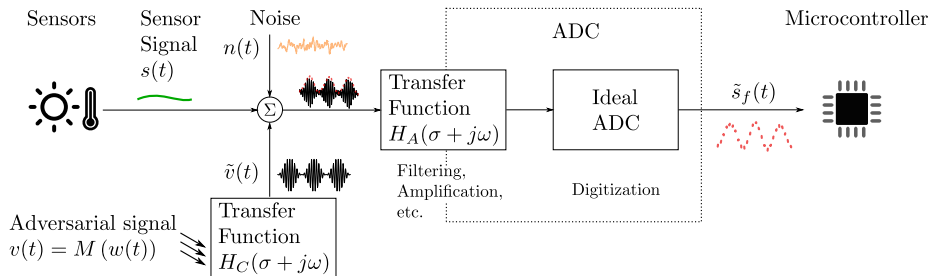 Sensors
Sensor
Signal
s(t)
Noise
n(t)
Σ
ṽ(t)
Adversarial signal
v(t) = M (w(t))
Transfer
Function
H_C(σ + jω)
Transfer
Function
H_A(σ + jω)
Filtering,
Amplification,
etc.
ADC
Ideal
ADC
Digitization
s̃_f(t)
Microcontroller